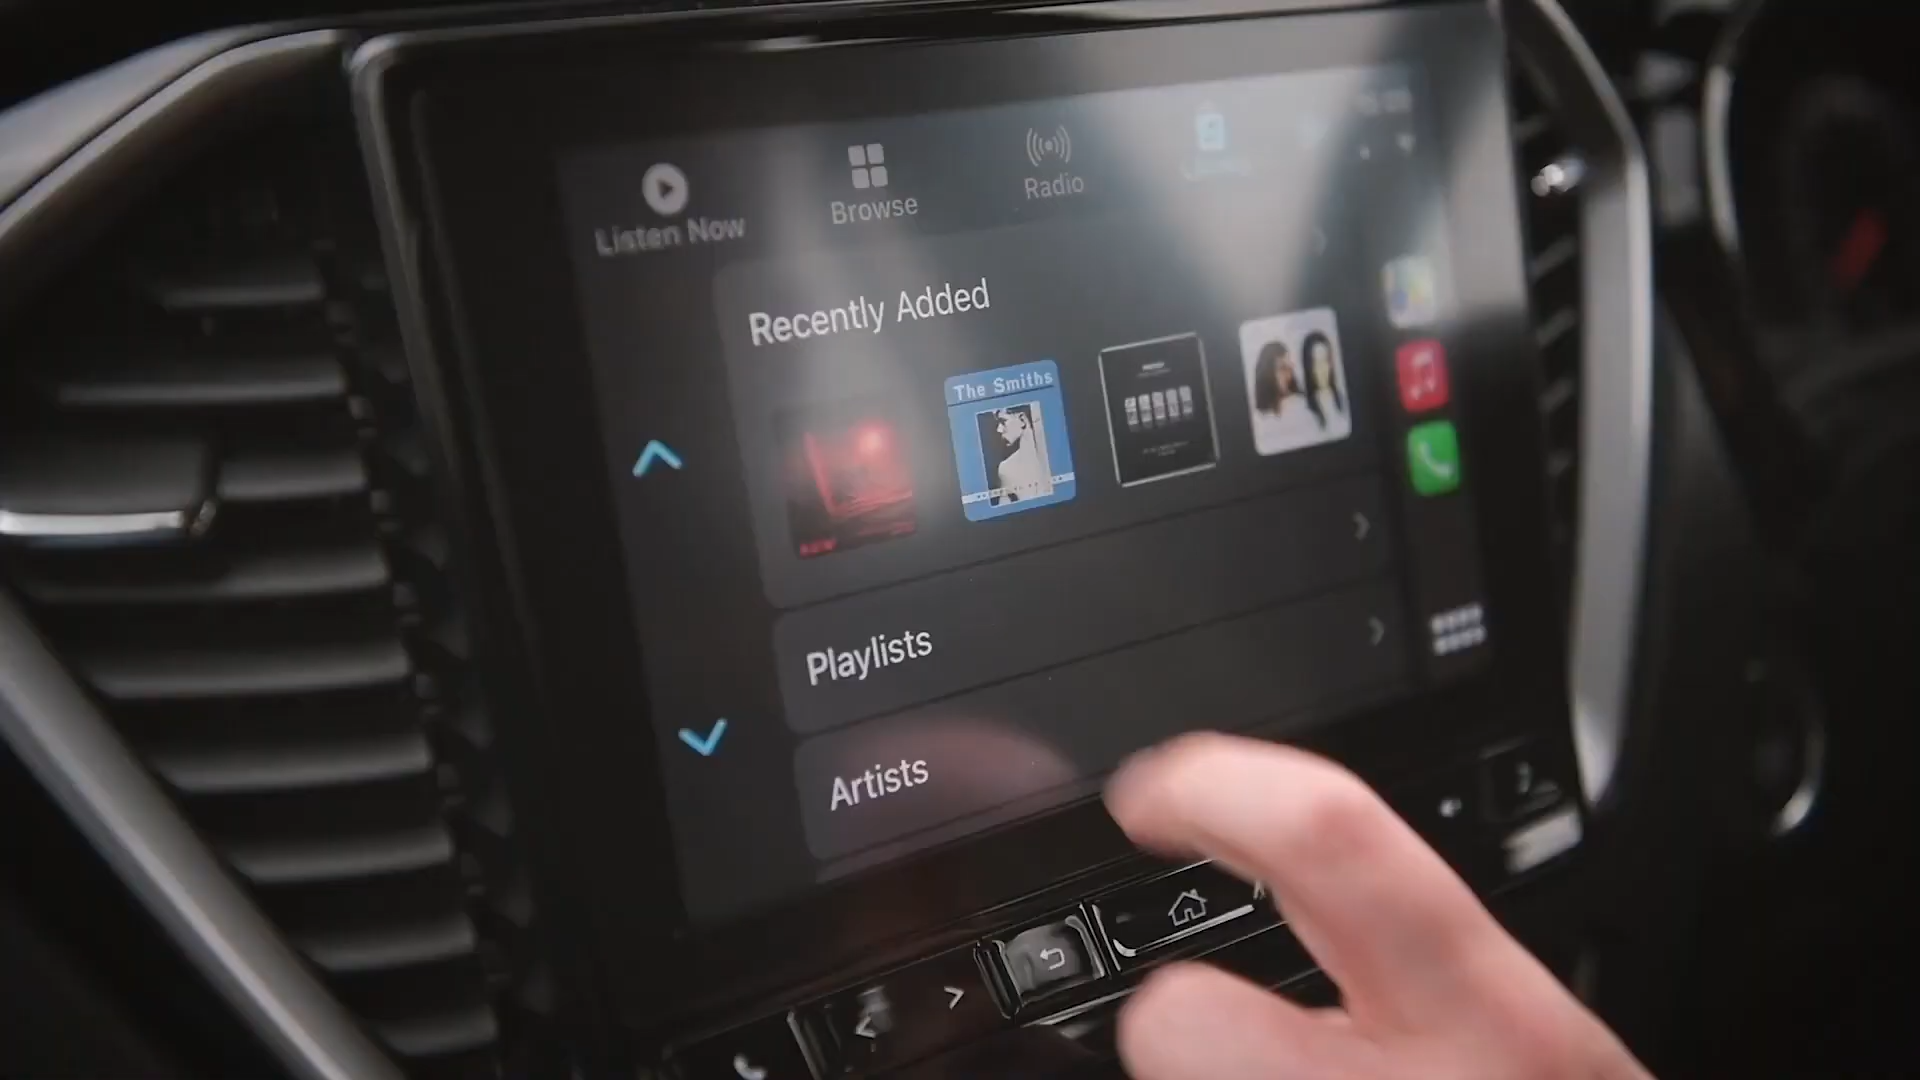 Listen Now
Browse
Radio
Recently Added
The Smiths
Playlists
Artists